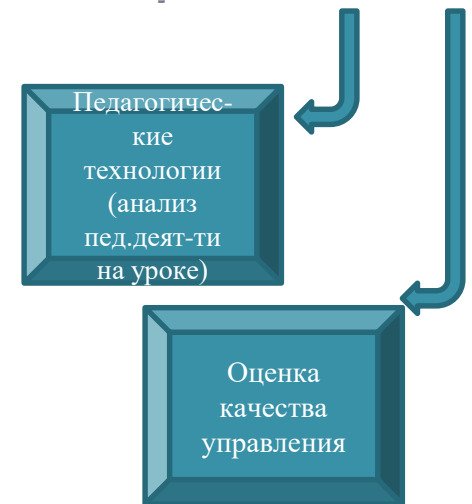 Педагогичес-
кие
технологии
(анализ
пед.деят-ти
на уроке)
Оценка
качества
управления